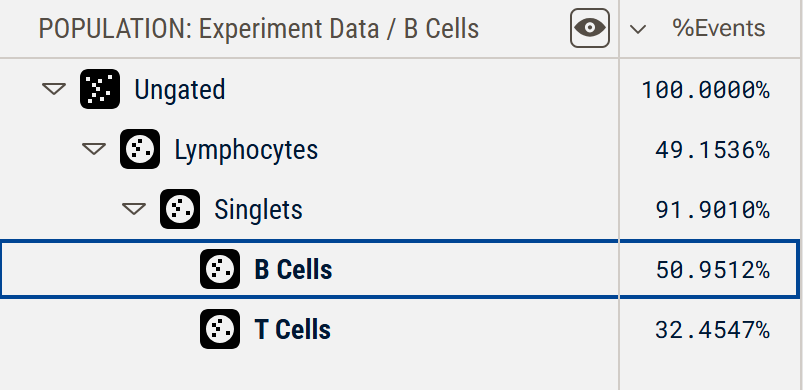 POPULATION: Experiment Data / B Cells %Events
Ungated 100.0000%
Lymphocytes 49.1536%
Singlets 91.9010%
B Cells 50.9512%
T Cells 32.4547%